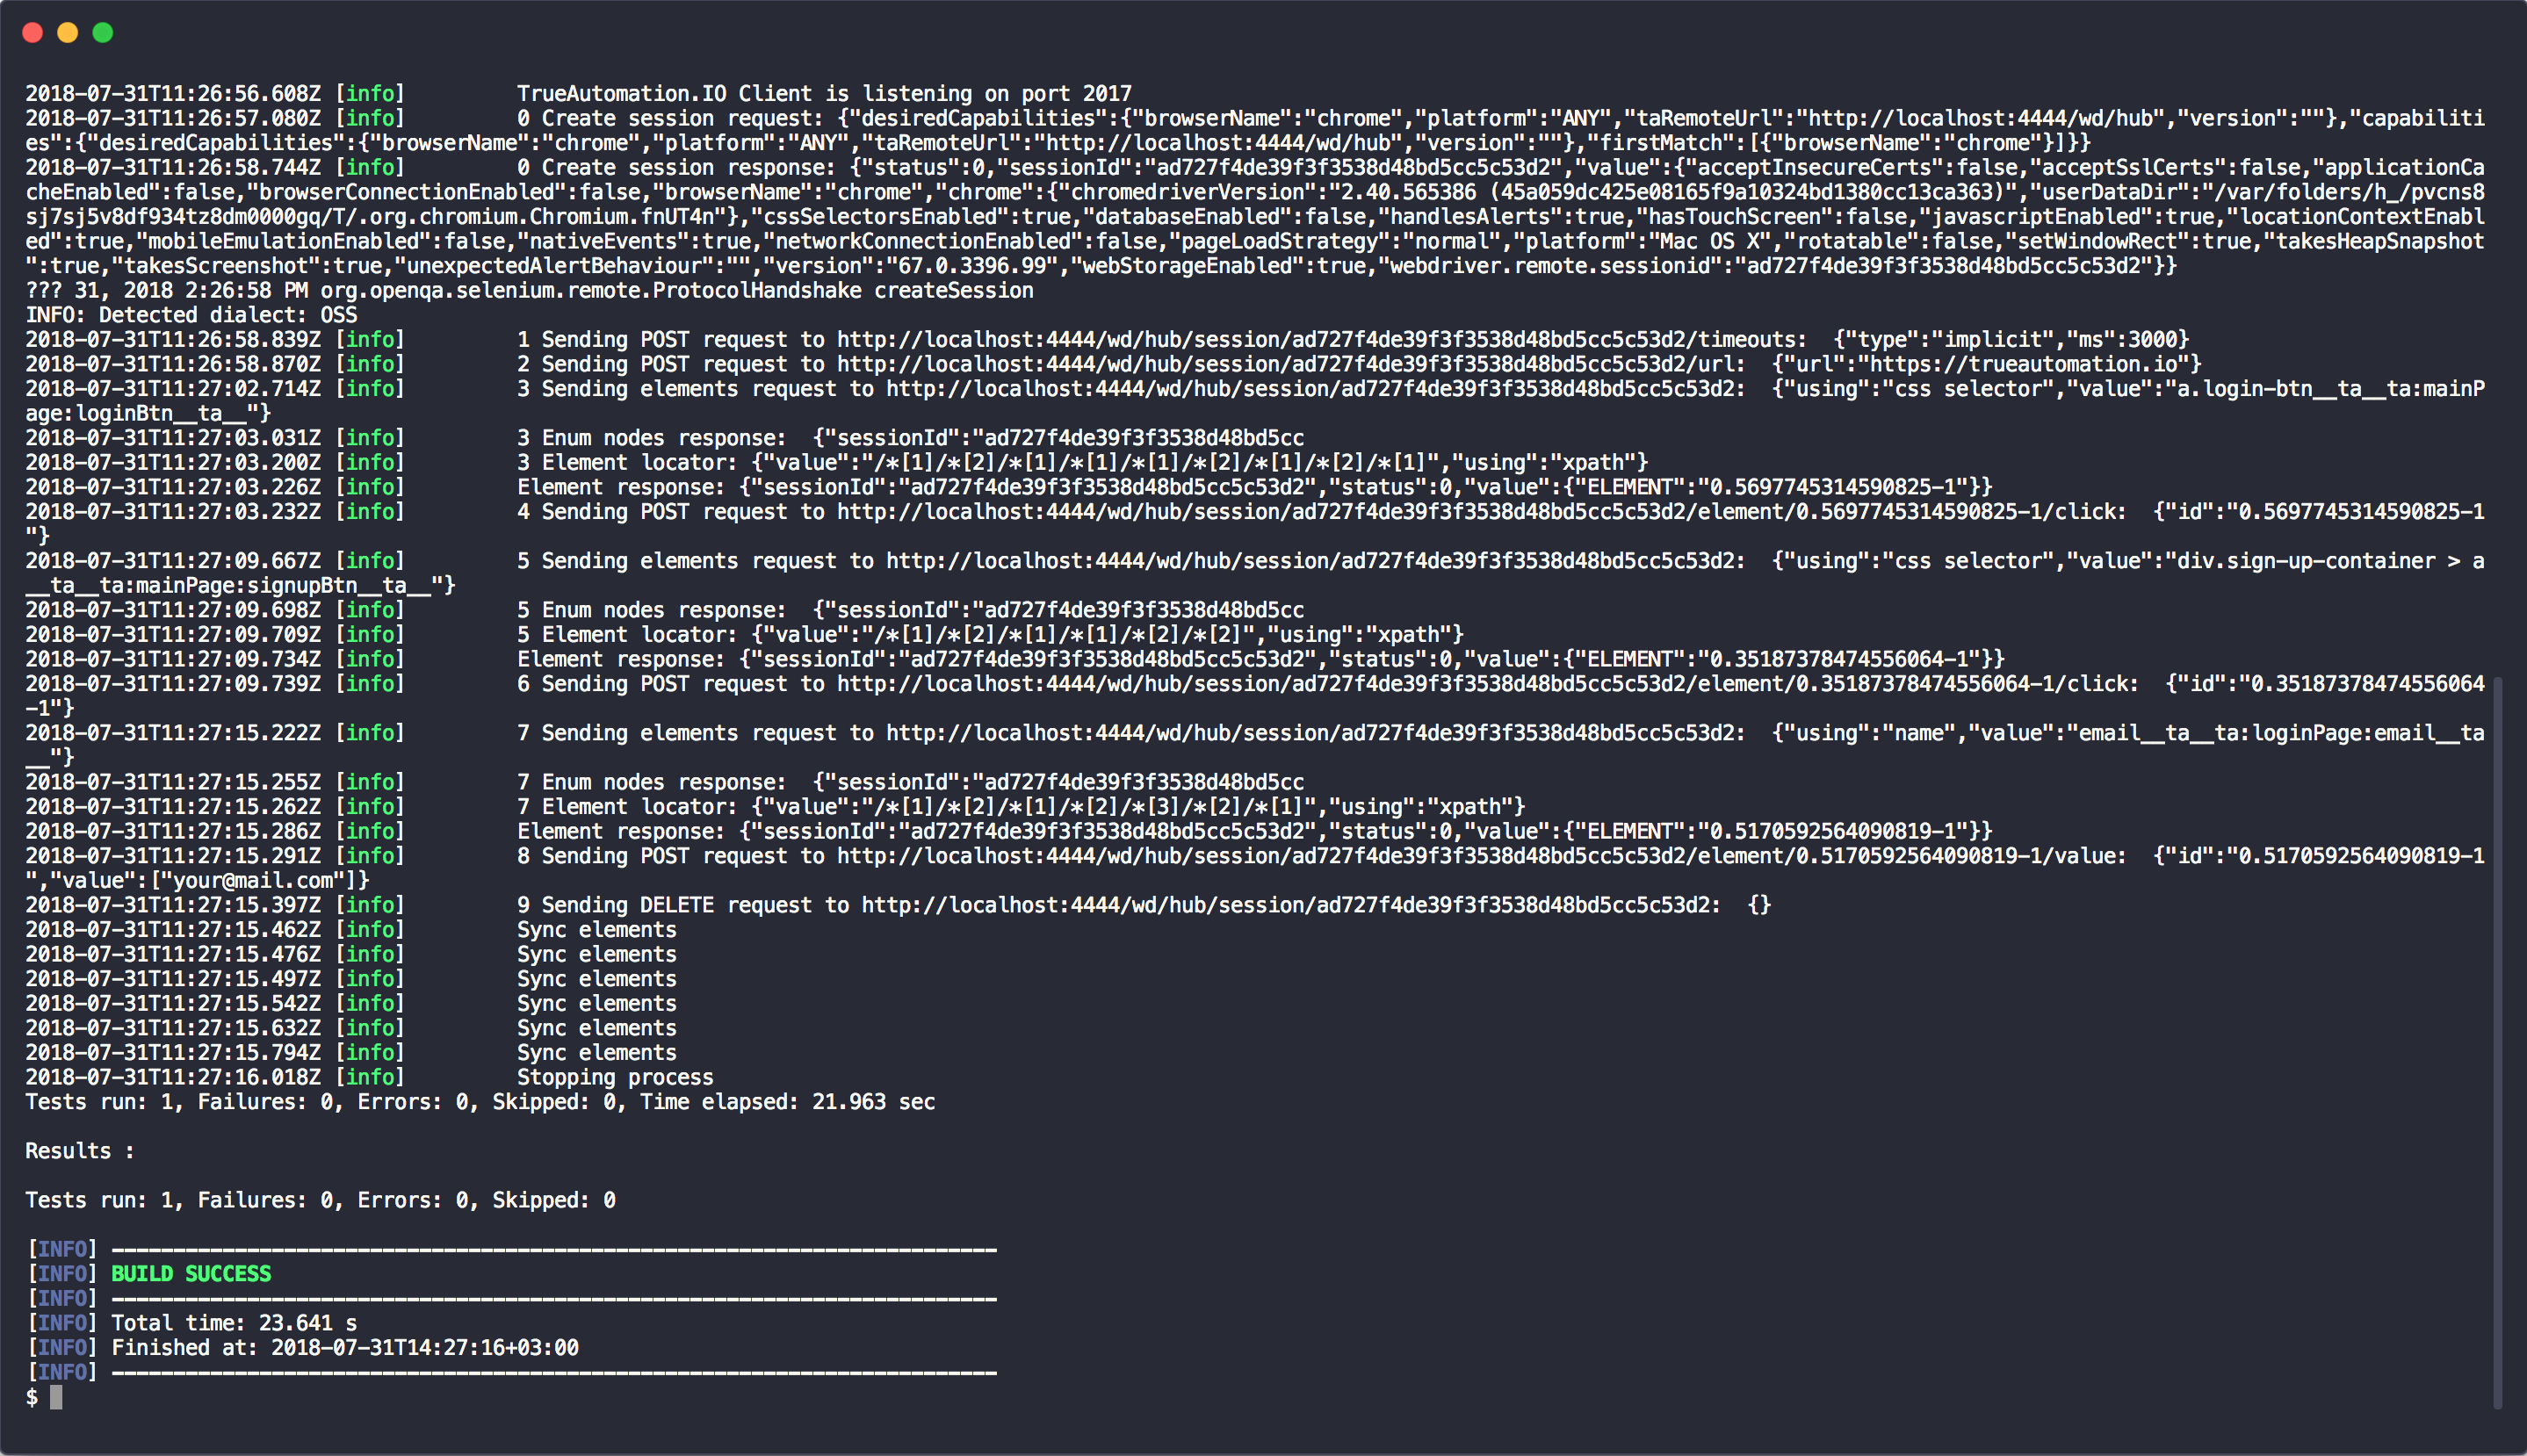 2018-07-31T11:26:56.608Z [info]         TrueAutomation.IO Client is listening on port 2017
2018-07-31T11:26:57.080Z [info]         0 Create session request: {"desiredCapabilities":{"browserName":"chrome","platform":"ANY","taRemoteUrl":"http://localhost:4444/wd/hub","version":""},"capabiliti
es":{"desiredCapabilities":{"browserName":"chrome","platform":"ANY","taRemoteUrl":"http://localhost:4444/wd/hub","version":""},"firstMatch":[{"browserName":"chrome"}]}}
2018-07-31T11:26:58.744Z [info]         0 Create session response: {"status":0,"sessionId":"ad727f4de39f3f3538d48bd5cc5c53d2","value":{"acceptInsecureCerts":false,"acceptSslCerts":false,"applicationCa
cheEnabled":false,"browserConnectionEnabled":false,"browserName":"chrome","chrome":{"chromedriverVersion":"2.40.565386 (45a059dc425e08165f9a10324bd1380cc13ca363)","userDataDir":"/var/folders/h_/pvcns8
sj7sj5v8df934tz8dm0000gq/T/.org.chromium.Chromium.fnUT4n"},"cssSelectorsEnabled":true,"databaseEnabled":false,"handlesAlerts":true,"hasTouchScreen":false,"javascriptEnabled":true,"locationContextEnabl
ed":true,"mobileEmulationEnabled":false,"nativeEvents":true,"networkConnectionEnabled":false,"pageLoadStrategy":"normal","platform":"Mac OS X","rotatable":false,"setWindowRect":true,"takesHeapSnapshot
":true,"takesScreenshot":true,"unexpectedAlertBehaviour":"","version":"67.0.3396.99","webStorageEnabled":true,"webdriver.remote.sessionid":"ad727f4de39f3f3538d48bd5cc5c53d2"}}
??? 31, 2018 2:26:58 PM org.openqa.selenium.remote.ProtocolHandshake createSession
INFO: Detected dialect: OSS
2018-07-31T11:26:58.839Z [info]         1 Sending POST request to http://localhost:4444/wd/hub/session/ad727f4de39f3f3538d48bd5cc5c53d2/timeouts:  {"type":"implicit","ms":3000}
2018-07-31T11:26:58.870Z [info]         2 Sending POST request to http://localhost:4444/wd/hub/session/ad727f4de39f3f3538d48bd5cc5c53d2/url:  {"url":"https://trueautomation.io"}
2018-07-31T11:27:02.714Z [info]         3 Sending elements request to http://localhost:4444/wd/hub/session/ad727f4de39f3f3538d48bd5cc5c53d2:  {"using":"css selector","value":"a.login-btn__ta__ta:mainP
age:loginBtn__ta__"}
2018-07-31T11:27:03.031Z [info]         3 Enum nodes response:  {"sessionId":"ad727f4de39f3f3538d48bd5cc
2018-07-31T11:27:03.200Z [info]         3 Element locator: {"value":"/*[1]/*[2]/*[1]/*[1]/*[1]/*[2]/*[1]/*[2]/*[1]","using":"xpath"}
2018-07-31T11:27:03.226Z [info]         Element response: {"sessionId":"ad727f4de39f3f3538d48bd5cc5c53d2","status":0,"value":{"ELEMENT":"0.5697745314590825-1"}}
2018-07-31T11:27:03.232Z [info]         4 Sending POST request to http://localhost:4444/wd/hub/session/ad727f4de39f3f3538d48bd5cc5c53d2/element/0.5697745314590825-1/click:  {"id":"0.5697745314590825-1
"}
2018-07-31T11:27:09.667Z [info]         5 Sending elements request to http://localhost:4444/wd/hub/session/ad727f4de39f3f3538d48bd5cc5c53d2:  {"using":"css selector","value":"div.sign-up-container > a
__ta__ta:mainPage:signupBtn__ta__"}
2018-07-31T11:27:09.698Z [info]         5 Enum nodes response:  {"sessionId":"ad727f4de39f3f3538d48bd5cc
2018-07-31T11:27:09.709Z [info]         5 Element locator: {"value":"/*[1]/*[2]/*[1]/*[1]/*[2]/*[2]","using":"xpath"}
2018-07-31T11:27:09.734Z [info]         Element response: {"sessionId":"ad727f4de39f3f3538d48bd5cc5c53d2","status":0,"value":{"ELEMENT":"0.35187378474556064-1"}}
2018-07-31T11:27:09.739Z [info]         6 Sending POST request to http://localhost:4444/wd/hub/session/ad727f4de39f3f3538d48bd5cc5c53d2/element/0.35187378474556064-1/click:  {"id":"0.35187378474556064
-1"}
2018-07-31T11:27:15.222Z [info]         7 Sending elements request to http://localhost:4444/wd/hub/session/ad727f4de39f3f3538d48bd5cc5c53d2:  {"using":"name","value":"email__ta__ta:loginPage:email__ta
__"}
2018-07-31T11:27:15.255Z [info]         7 Enum nodes response:  {"sessionId":"ad727f4de39f3f3538d48bd5cc
2018-07-31T11:27:15.262Z [info]         7 Element locator: {"value":"/*[1]/*[2]/*[1]/*[2]/*[3]/*[2]/*[1]","using":"xpath"}
2018-07-31T11:27:15.286Z [info]         Element response: {"sessionId":"ad727f4de39f3f3538d48bd5cc5c53d2","status":0,"value":{"ELEMENT":"0.5170592564090819-1"}}
2018-07-31T11:27:15.291Z [info]         8 Sending POST request to http://localhost:4444/wd/hub/session/ad727f4de39f3f3538d48bd5cc5c53d2/element/0.5170592564090819-1/value:  {"id":"0.5170592564090819-1
","value":["your@mail.com"]}
2018-07-31T11:27:15.397Z [info]         9 Sending DELETE request to http://localhost:4444/wd/hub/session/ad727f4de39f3f3538d48bd5cc5c53d2:  {}
2018-07-31T11:27:15.462Z [info]         Sync elements
2018-07-31T11:27:15.476Z [info]         Sync elements
2018-07-31T11:27:15.497Z [info]         Sync elements
2018-07-31T11:27:15.542Z [info]         Sync elements
2018-07-31T11:27:15.632Z [info]         Sync elements
2018-07-31T11:27:15.794Z [info]         Sync elements
2018-07-31T11:27:16.018Z [info]         Stopping process
Tests run: 1, Failures: 0, Errors: 0, Skipped: 0, Time elapsed: 21.963 sec
Results :
Tests run: 1, Failures: 0, Errors: 0, Skipped: 0
[INFO] ------------------------------------------------------------------------
[INFO] BUILD SUCCESS
[INFO] ------------------------------------------------------------------------
[INFO] Total time: 23.641 s
[INFO] Finished at: 2018-07-31T14:27:16+03:00
[INFO] ------------------------------------------------------------------------
$